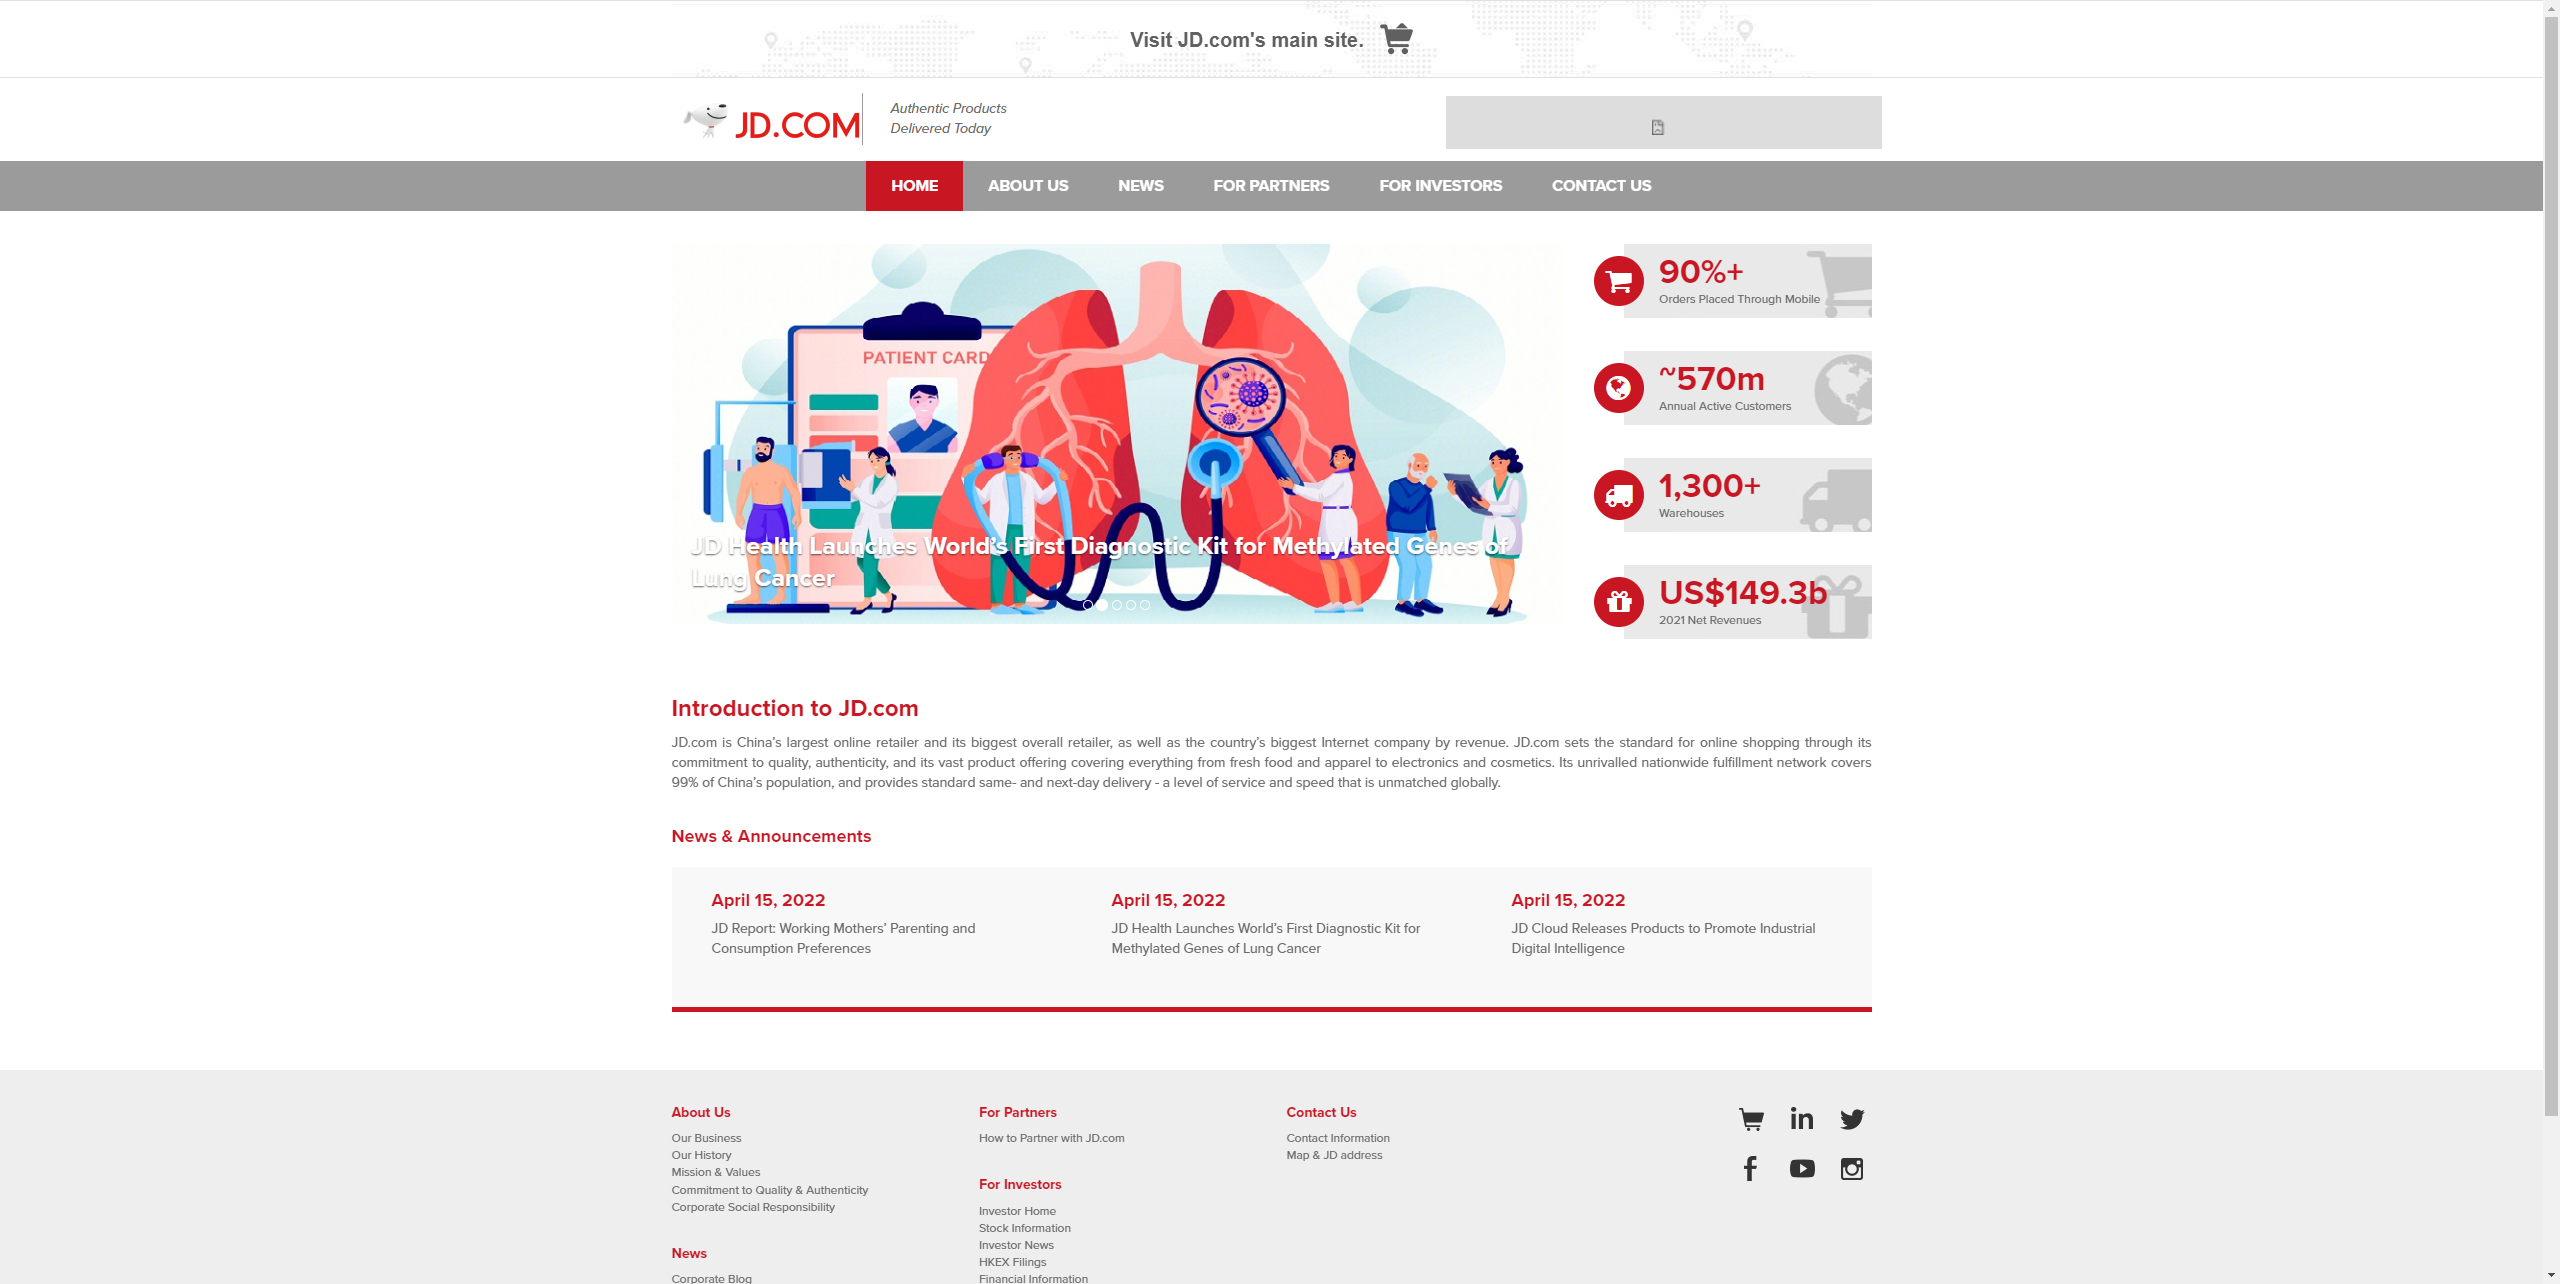 Visit JD.com's main site.
JD.COM
Authentic Products
Delivered Today
HOME
ABOUT US
NEWS
FOR PARTNERS
FOR INVESTORS
CONTACT US
PATIENT CARD
JD Health Launches World's First Diagnostic Kit for Methylated Genes of
Lung Cancer
90%+
Orders Placed Through Mobile
~570m
Annual Active Customers
1,300+
Warehouses
US$149.3b
2021 Net Revenues
Introduction to JD.com
JD.com is China's largest online retailer and its biggest overall retailer, as well as the country's biggest Internet company by revenue. JD.com sets the standard for online shopping through its
commitment to quality, authenticity, and its vast product offering covering everything from fresh food and apparel to electronics and cosmetics. Its unrivalled nationwide fulfillment network covers
99% of China's population, and provides standard same- and next-day delivery - a level of service and speed that is unmatched globally.
News & Announcements
April 15, 2022
JD Report: Working Mothers' Parenting and
Consumption Preferences
April 15, 2022
JD Health Launches World's First Diagnostic Kit for
Methylated Genes of Lung Cancer
April 15, 2022
JD Cloud Releases Products to Promote Industrial
Digital Intelligence
About Us
Our Business
Our History
Mission & Values
Commitment to Quality & Authenticity
Corporate Social Responsibility
News
Corporate Blog
For Partners
How to Partner with JD.com
For Investors
Investor Home
Stock Information
Investor News
HKEX Filings
Financial Information
Contact Us
Contact Information
Map & JD address